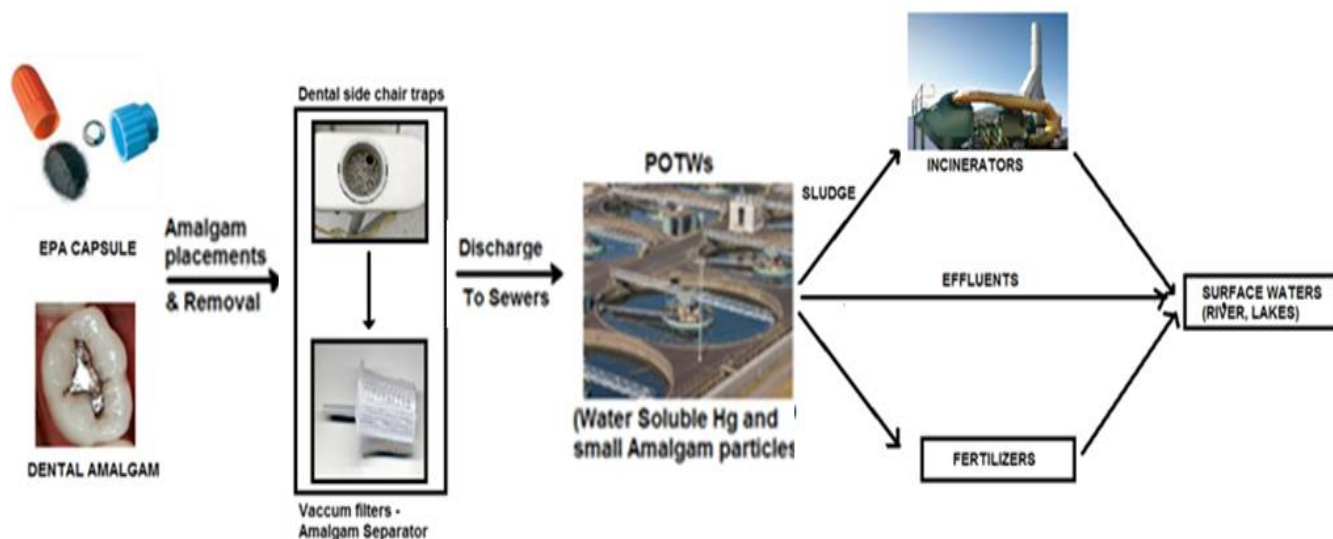 EPA CAPSULE
DENTAL AMALGAM
Amalgam
placements
& Removal
Dental side chair traps
Vaccum filters -
Amalgam Separator
Discharge
To Sewers
POTWs
(Water Soluble Hg and
small Amalgam particles
SLUDGE
INCINERATORS
EFFLUENTS
FERTILIZERS
SURFACE WATERS
(RIVER, LAKES)